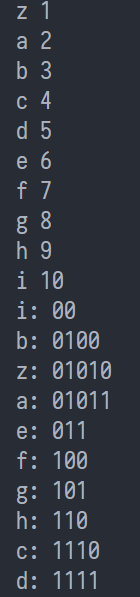 z 1
a 2
b 3
c 4
d 5
e 6
f 7
g 8
h 9
i 10
i: 00
b: 0100
z: 01010
a: 01011
e: 011
f: 100
g: 101
h: 110
c: 1110
d: 1111